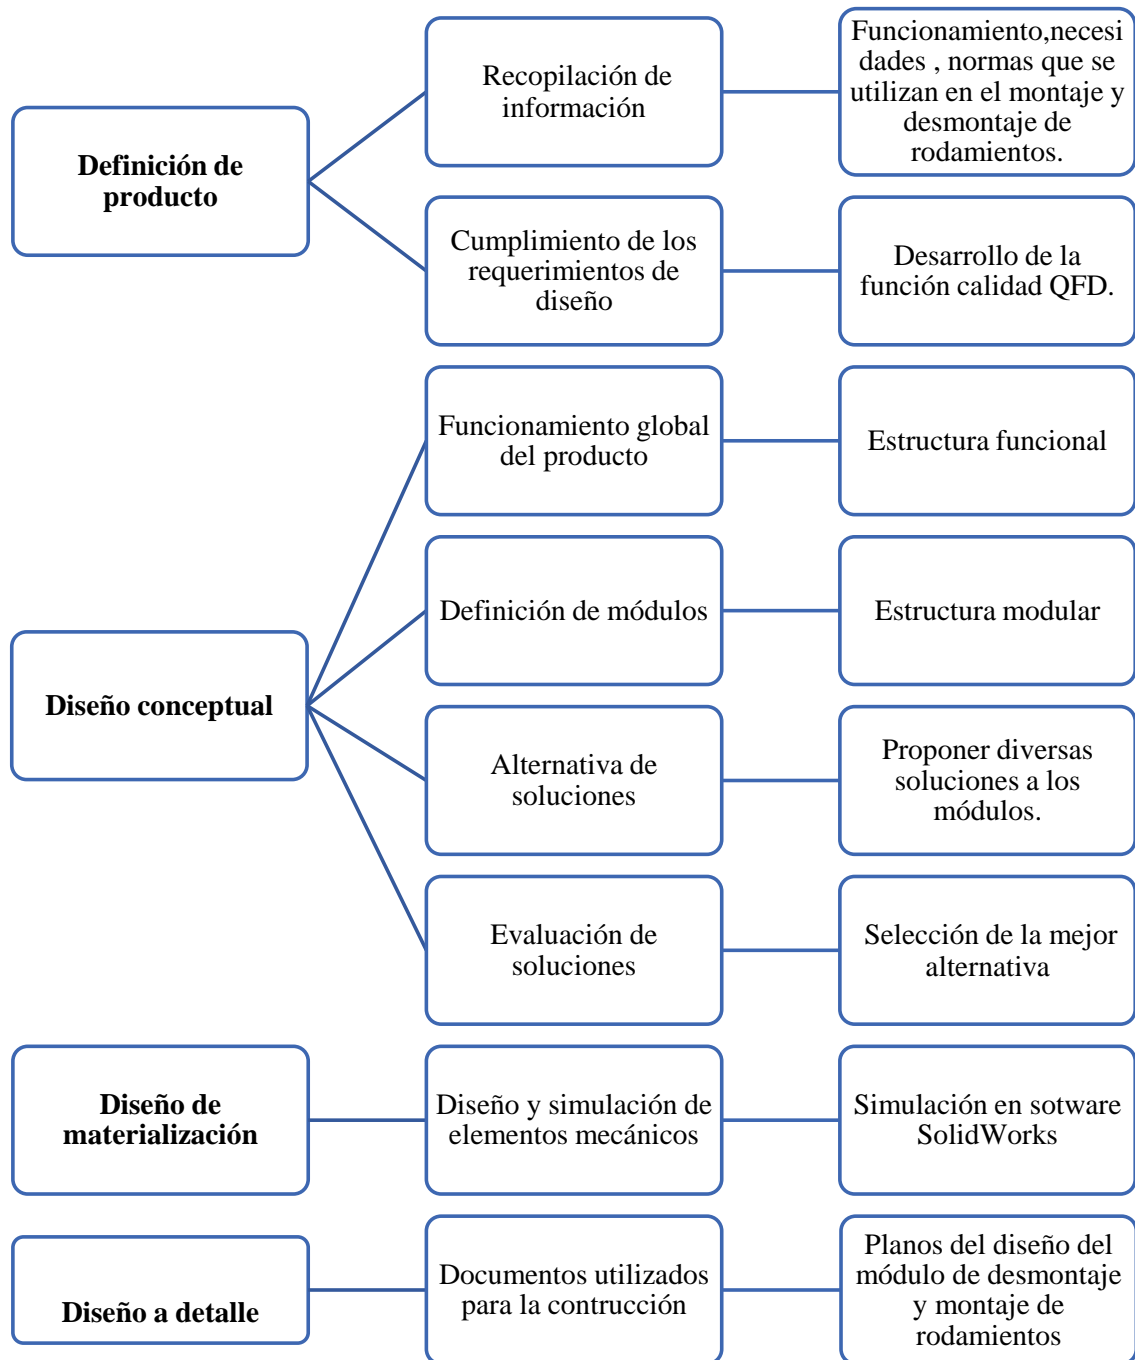 Definición de
producto
Recopilación de
información
Funcionamiento,necesi
dades , normas que se
utilizan en el montaje y
desmontaje de
rodamientos.
Cumplimiento de los
requerimientos de
diseño
Desarrollo de la
función calidad QFD.
Diseño conceptual
Funcionamiento global
del producto
Estructura funcional
Definición de módulos
Estructura modular
Alternativa de
soluciones
Proponer diversas
soluciones a los
módulos.
Evaluación de
soluciones
Selección de la mejor
alternativa
Diseño de
materialización
Diseño y simulación de
elementos mecánicos
Simulación en sotware
SolidWorks
Diseño a detalle
Documentos utilizados
para la contrucción
Planos del diseño del
módulo de desmontaje
y montaje de
rodamientos